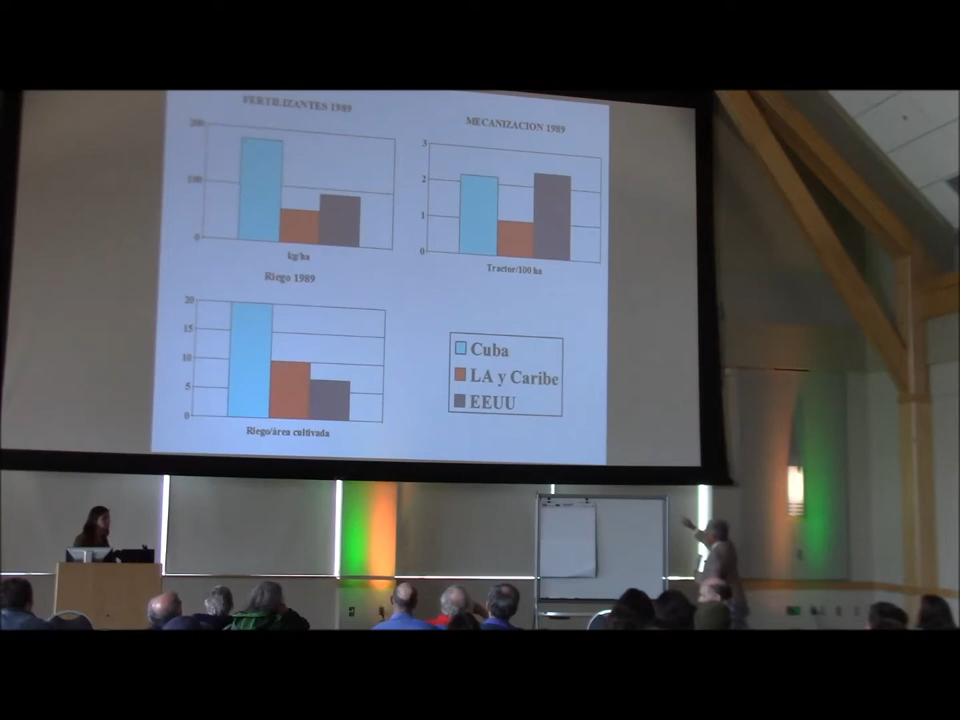 FERTILIZANTES 1989
200
100
0
kg/ha
MECANIZACION 1989
3
2
1
0
Tractor/100 ha
Riego 1989
20
15
10
5
0
Riego/área cultivada
Cuba
LA y Caribe
EEUU